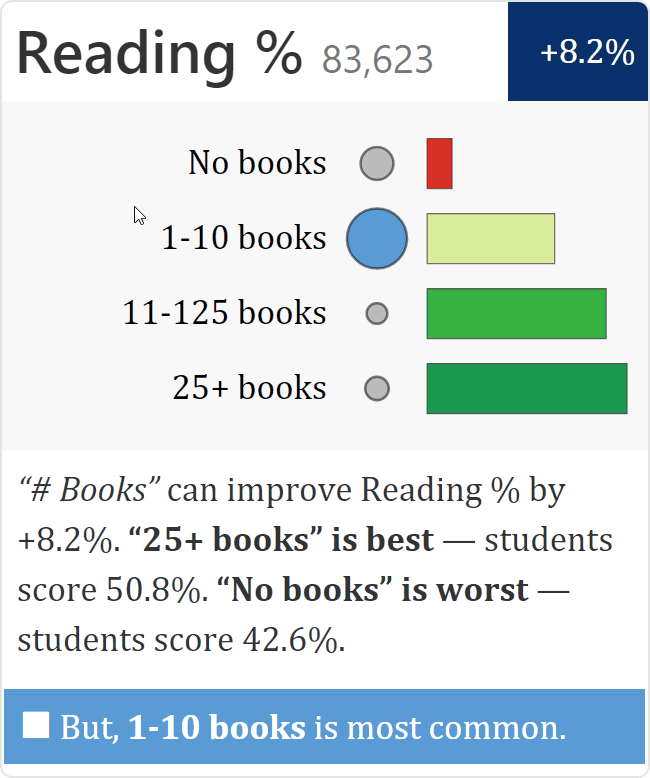 Reading % 83,623 +8.2%
No books
1-10 books
11-125 books
25+ books
“# Books” can improve Reading % by
+8.2%. “25+ books” is best — students
score 50.8%. “No books” is worst —
students score 42.6%.
But, 1-10 books is most common.